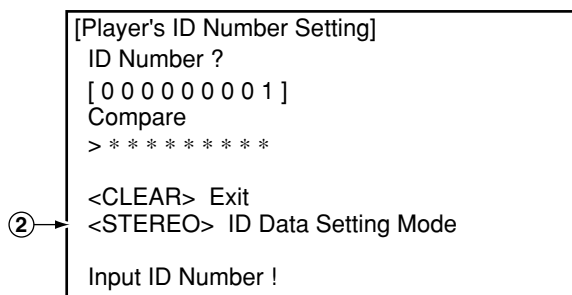 [Player's ID Number Setting]
ID Number ?
[ 0 0 0 0 0 0 0 0 1 ]
Compare
> * * * * * * * * *
<CLEAR> Exit
② <STEREO> ID Data Setting Mode
Input ID Number !